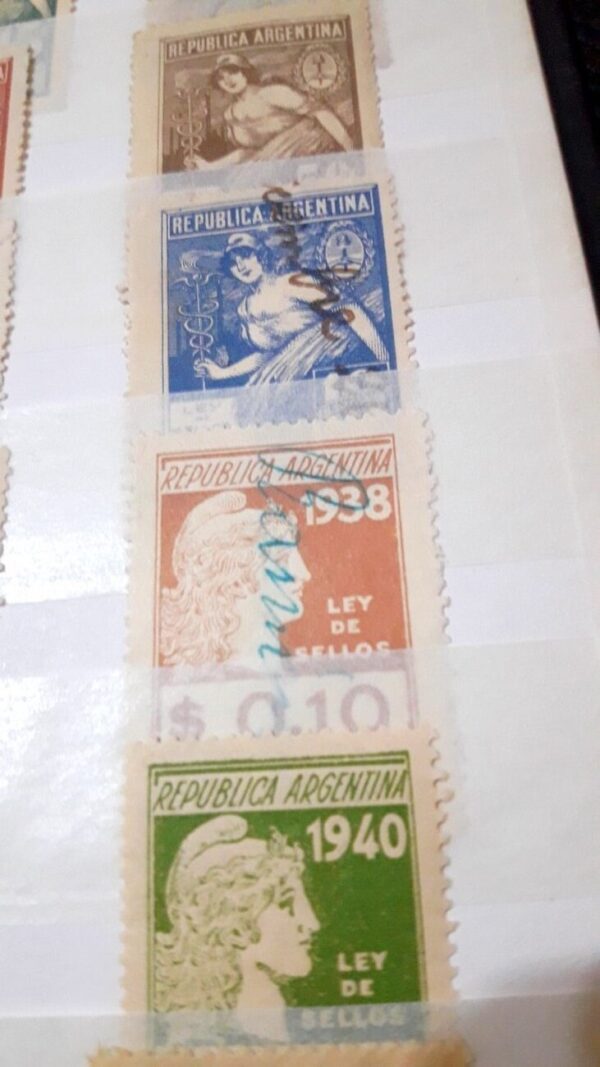 REPUBLICA ARGENTINA
REPUBLICA ARGENTINA
REPUBLICA ARGENTINA
1938
LEY
DE
SELLOS
$ 0.10
REPUBLICA ARGENTINA
1940
LEY
DE
SELLOS